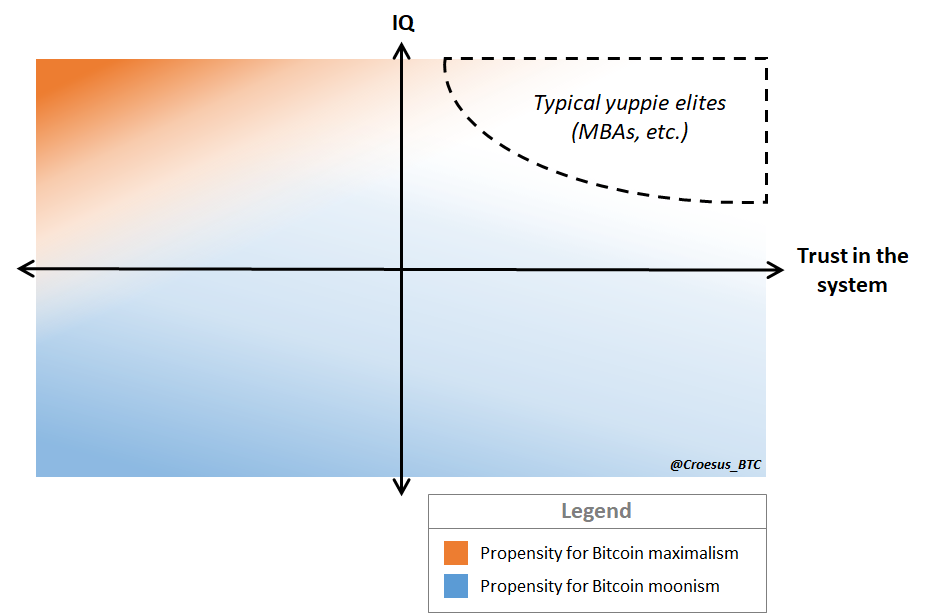 IQ
Typical yuppie elites
(MBAs, etc.)
Trust in the
system
@Croesus_BTC
Legend
Propensity for Bitcoin maximalism
Propensity for Bitcoin moonism